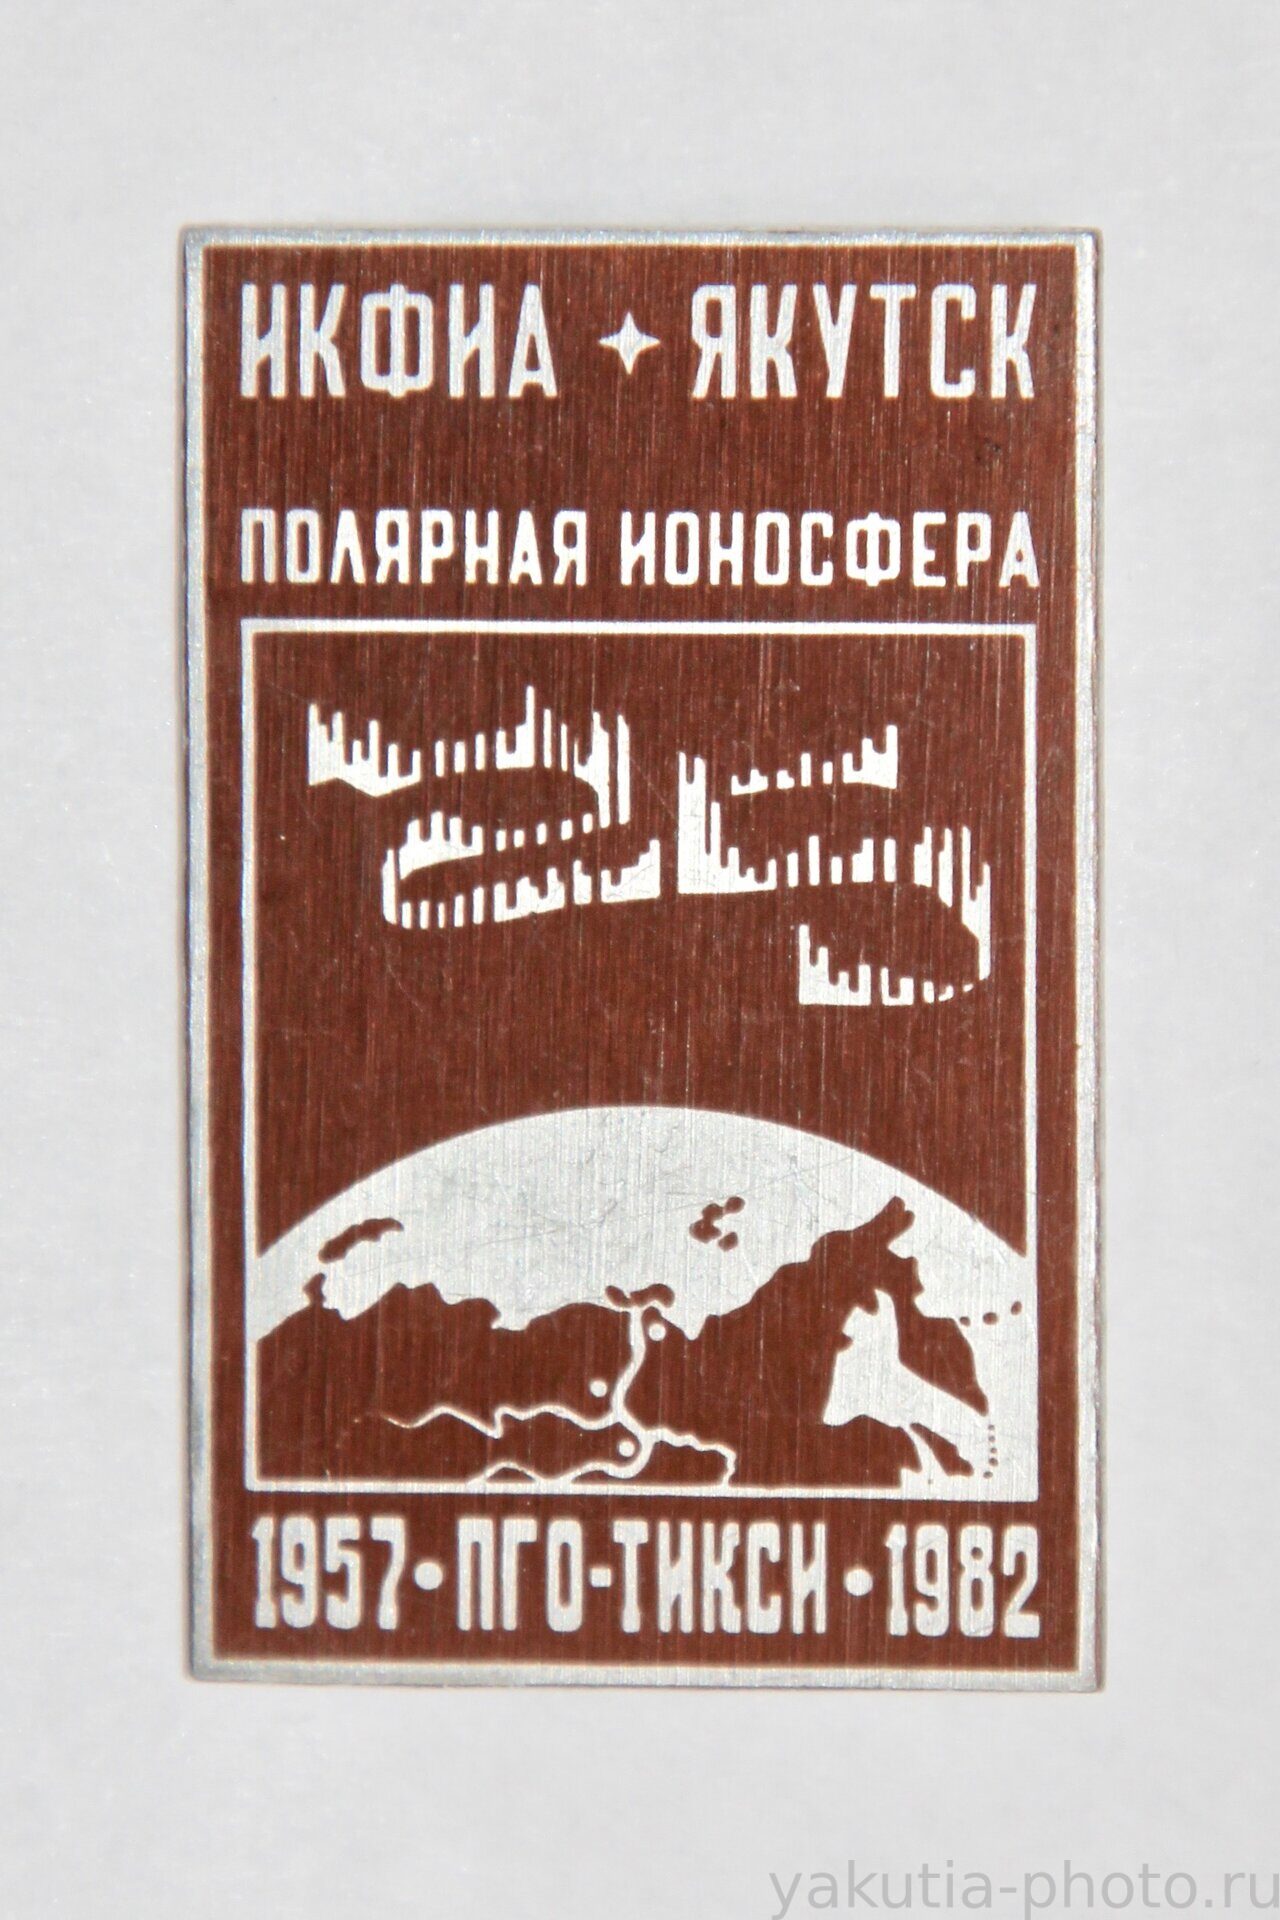 ИКФИА ✦ ЯКУТСК
ПОЛЯРНАЯ ИОНОСФЕРА
25
1957•ПГО-ТИКСИ•1982
yakutia-photo.ru